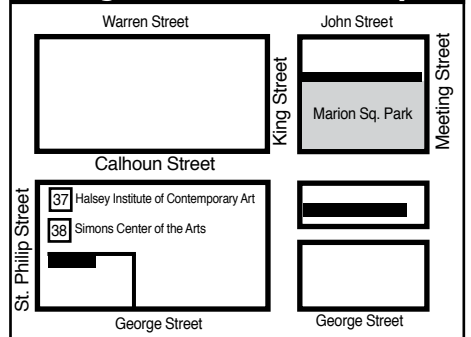 Warren Street
John Street
King Street
Meeting Street
Marion Sq. Park
Calhoun Street
St. Philip Street
37 Halsey Institute of Contemporary Art
38 Simons Center of the Arts
George Street
George Street